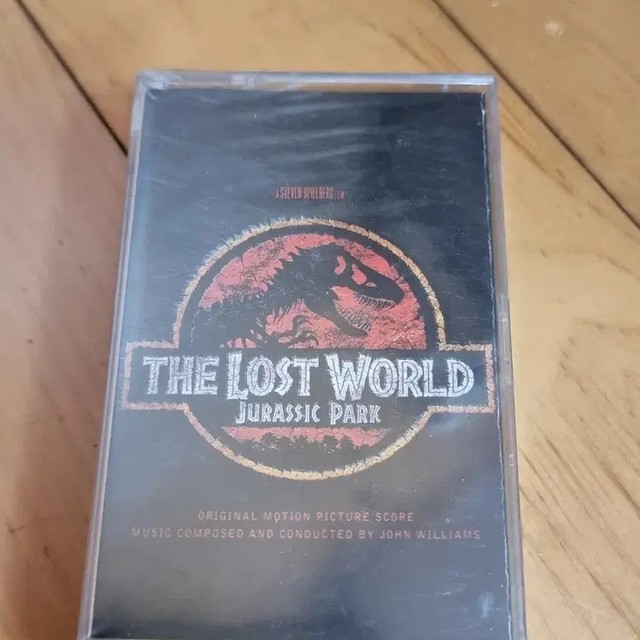 A STEVEN SPIELBERG FILM
THE LOST WORLD
JURASSIC PARK
ORIGINAL MOTION PICTURE SCORE
MUSIC COMPOSED AND CONDUCTED BY JOHN WILLIAMS